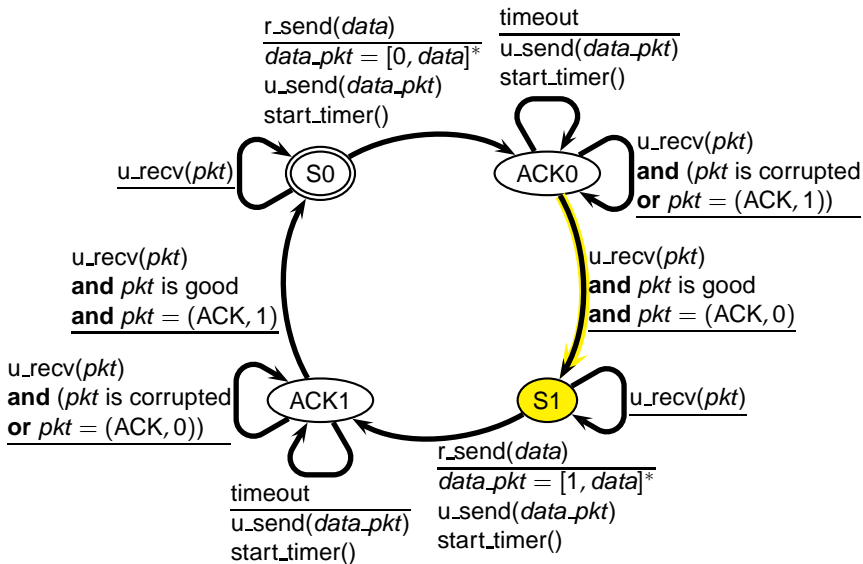 r_send(data)
data_pkt = [0, data]*
u_send(data_pkt)
start_timer()
timeout
u_send(data_pkt)
start_timer()
u_recv(pkt)
S0
ACK0
u_recv(pkt)
and (pkt is corrupted
or pkt = (ACK, 1))
u_recv(pkt)
and pkt is good
and pkt = (ACK, 1)
u_recv(pkt)
and pkt is good
and pkt = (ACK, 0)
u_recv(pkt)
and (pkt is corrupted
or pkt = (ACK, 0))
ACK1
S1
u_recv(pkt)
timeout
u_send(data_pkt)
start_timer()
r_send(data)
data_pkt = [1, data]*
u_send(data_pkt)
start_timer()